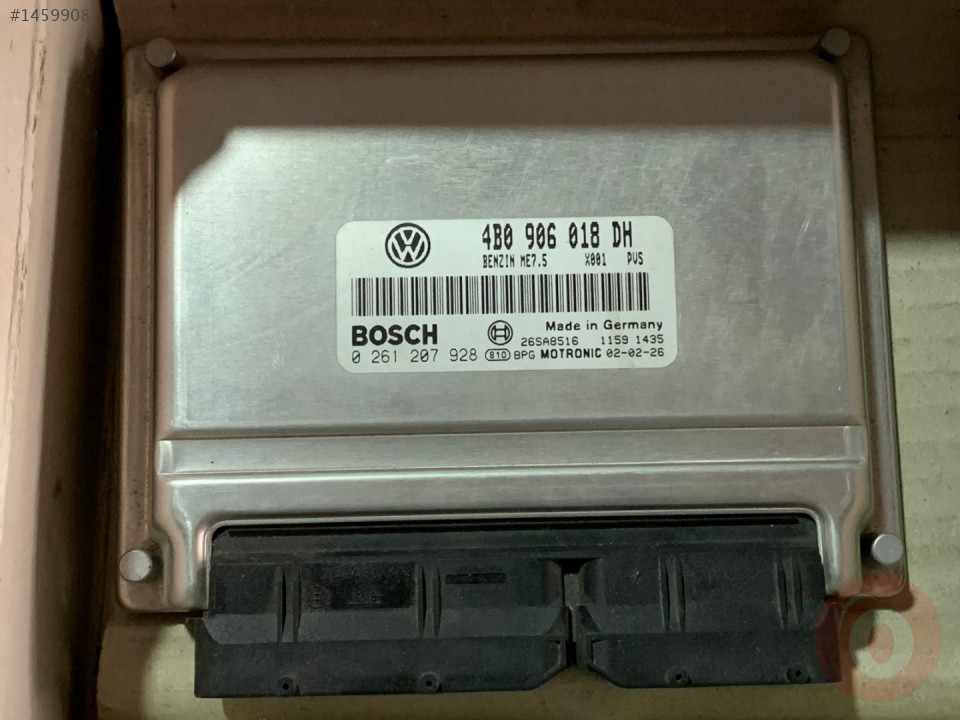 #1459908
4B0 906 018 DH
BENZIN ME7.5 X001 PVS
BOSCH
Made in Germany
26SA8516 1159 1435
0 261 207 928 810 BPG MOTRONIC 02-02-26